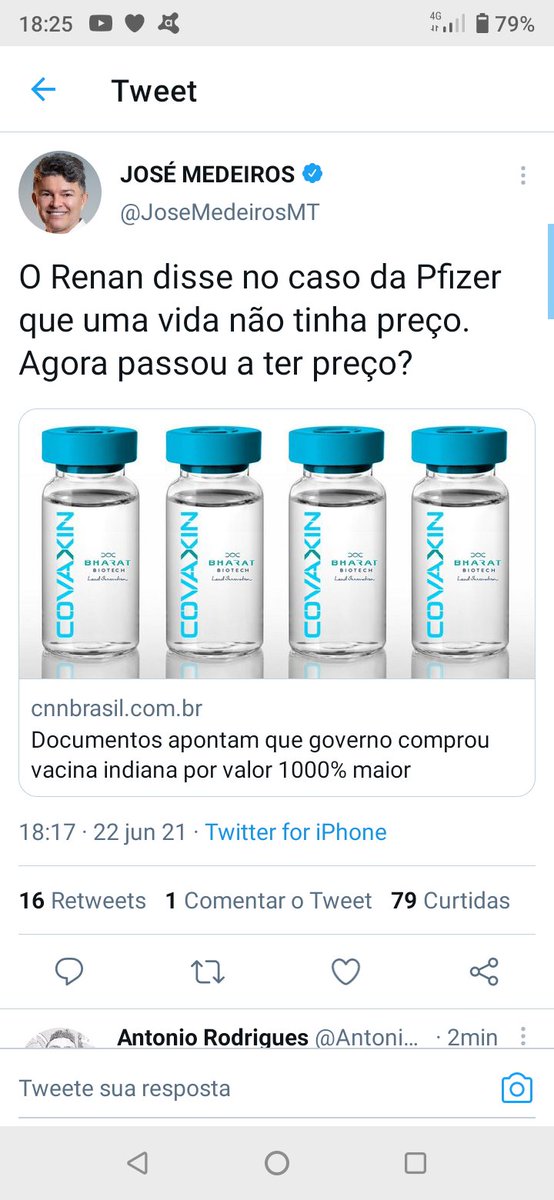 18:25
4G
79%
Tweet
JOSÉ MEDEIROS
@JoseMedeirosMT
O Renan disse no caso da Pfizer
que uma vida não tinha preço.
Agora passou a ter preço?
COVAXIN
BHARAT
BIOTECH
Lead Innovation
COVAXIN
BHARAT
BIOTECH
Lead Innovation
COVAXIN
BHARAT
BIOTECH
Lead Innovation
COVAXIN
BHARAT
BIOTECH
Lead Innovation
cnnbrasil.com.br
Documentos apontam que governo comprou
vacina indiana por valor 1000% maior
18:17 · 22 jun 21 · Twitter for iPhone
16 Retweets 1 Comentar o Tweet 79 Curtidas
Antonio Rodrigues @Antoni... · 2min
Tweete sua resposta